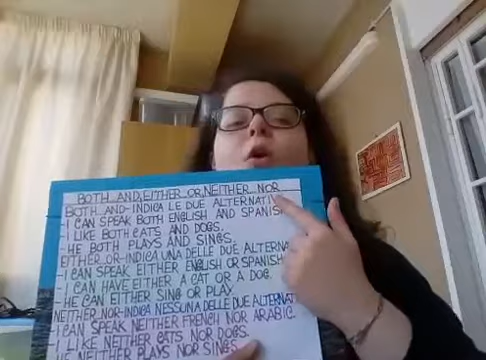 BOTH AND, EITHER OR, NEITHER NOR
BOTH AND-INDICA LE DUE ALTERNATIV
-I CAN SPEAK BOTH ENGLISH AND SPANISH
-I LIKE BOTH CATS AND DOGS.
-HE BOTH PLAYS AND SINGS.
EITHER OR-INDICA UNA DELLE DUE ALTERNA
-I CAN SPEAK EITHER ENGLISH OR SPANISH
-I CAN HAVE EITHER A CAT OR A DOG.
-HE CAN EITHER SING OR PLAY.
NEITHER NOR-INDICA NESSUNA DELLE DUE ALTERNAT
-I CAN SPEAK NEITHER FRENCH NOR ARABIC.
-I LIKE NEITHER CATS NOR DOGS.
-HE NEITHER PLAYS NOR SINGS.